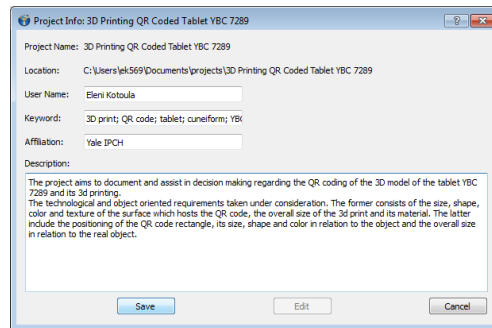 Project Info: 3D Printing QR Coded Tablet YBC 7289
Project Name: 3D Printing QR Coded Tablet YBC 7289
Location: C:\Users\ek569\Documents\projects\3D Printing QR Coded Tablet YBC 7289
User Name: Eleni Kotoula
Keyword: 3D print; QR code; tablet; cuneiform; YBC
Affiliation: Yale IPCH
Description:
The project aims to document and assist in decision making regarding the QR coding of the 3D model of the tablet YBC
7289 and its 3d printing.
The technological and object oriented requirements taken under consideration. The former consists of the size, shape,
color and texture of the surface which hosts the QR code, the overall size of the 3d print and its material. The latter
include the positioning of the QR code rectangle, its size, shape and color in relation to the object and the overall size
in relation to the real object.
Save Edit Cancel